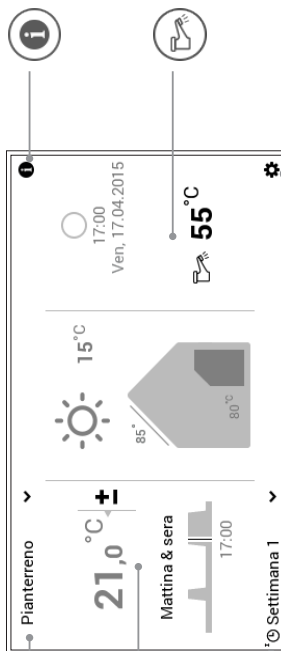 Pianterreno
21,0 °C
±
Mattina & sera
17:00
Settimana 1
15°C
85°
80°C
17:00
Ven, 17.04.2015
55°C
i
i